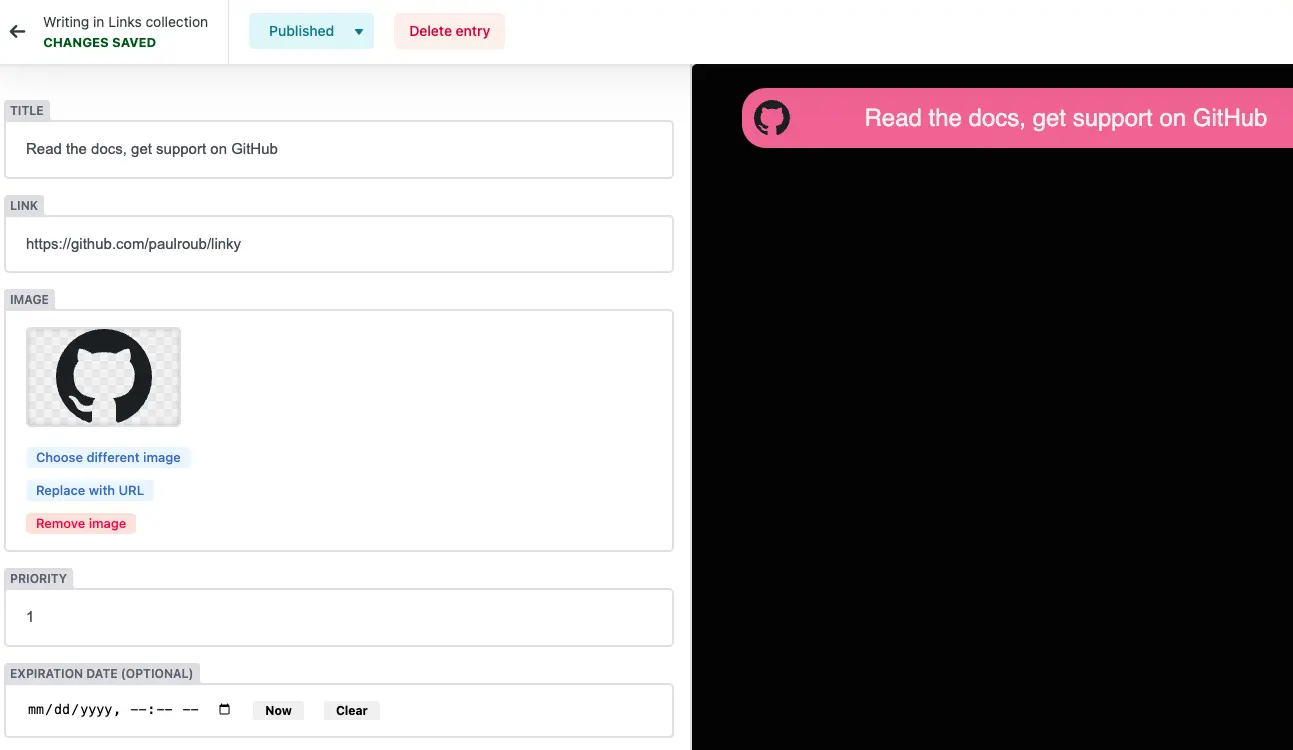 Writing in Links collection
CHANGES SAVED
Published
Delete entry
TITLE
Read the docs, get support on GitHub
LINK
https://github.com/paulroub/linky
IMAGE
Choose different image
Replace with URL
Remove image
PRIORITY
1
EXPIRATION DATE (OPTIONAL)
mm/dd/yyyy, --:-- -- Now Clear
Read the docs, get support on GitHub